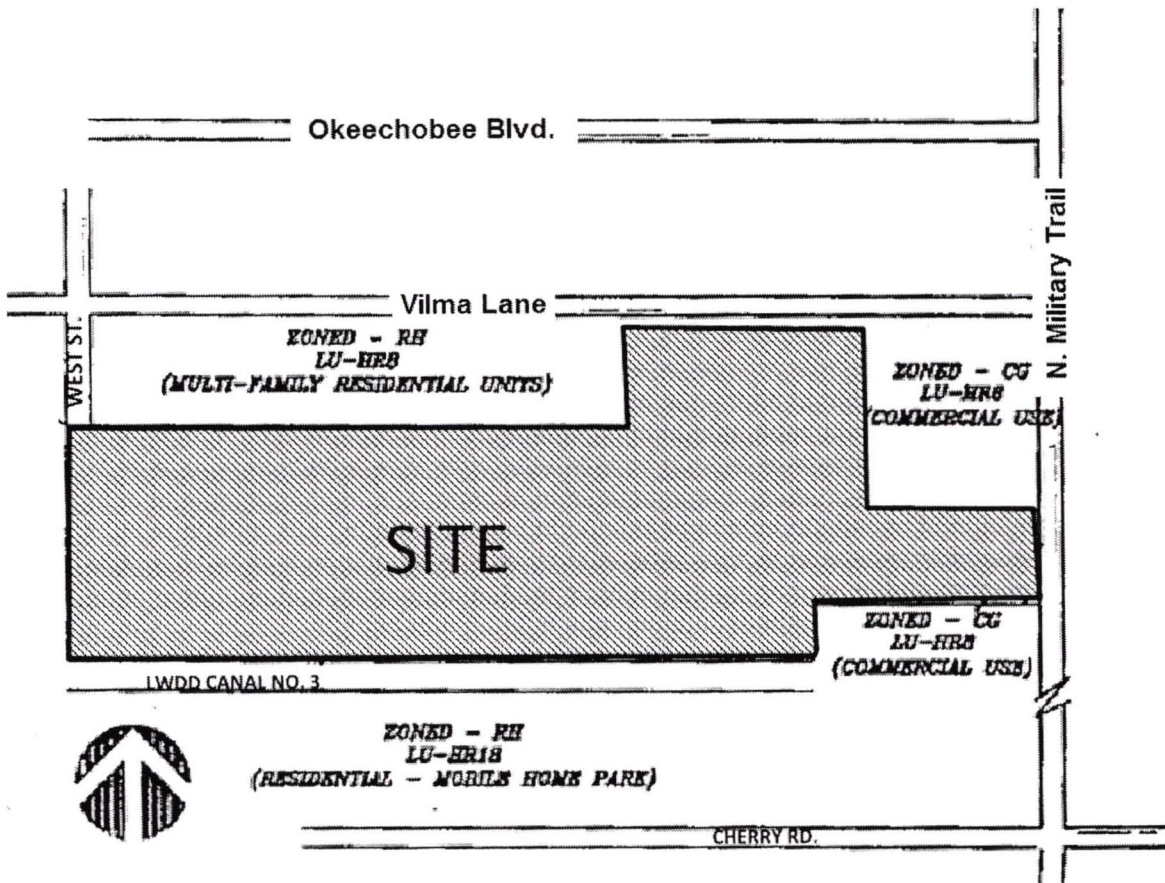 Okeechobee Blvd.
N. Military Trail
Vilma Lane
WEST ST.
ZONED - RH
LU-HR8
(MULTI-FAMILY RESIDENTIAL UNITS)
ZONED - CG
LU-HR8
(COMMERCIAL USE)
SITE
ZONED - CG
LU-HR8
(COMMERCIAL USE)
LWDD CANAL NO. 3
ZONED - RH
LU-HR18
(RESIDENTIAL - MOBILE HOME PARK)
CHERRY RD.